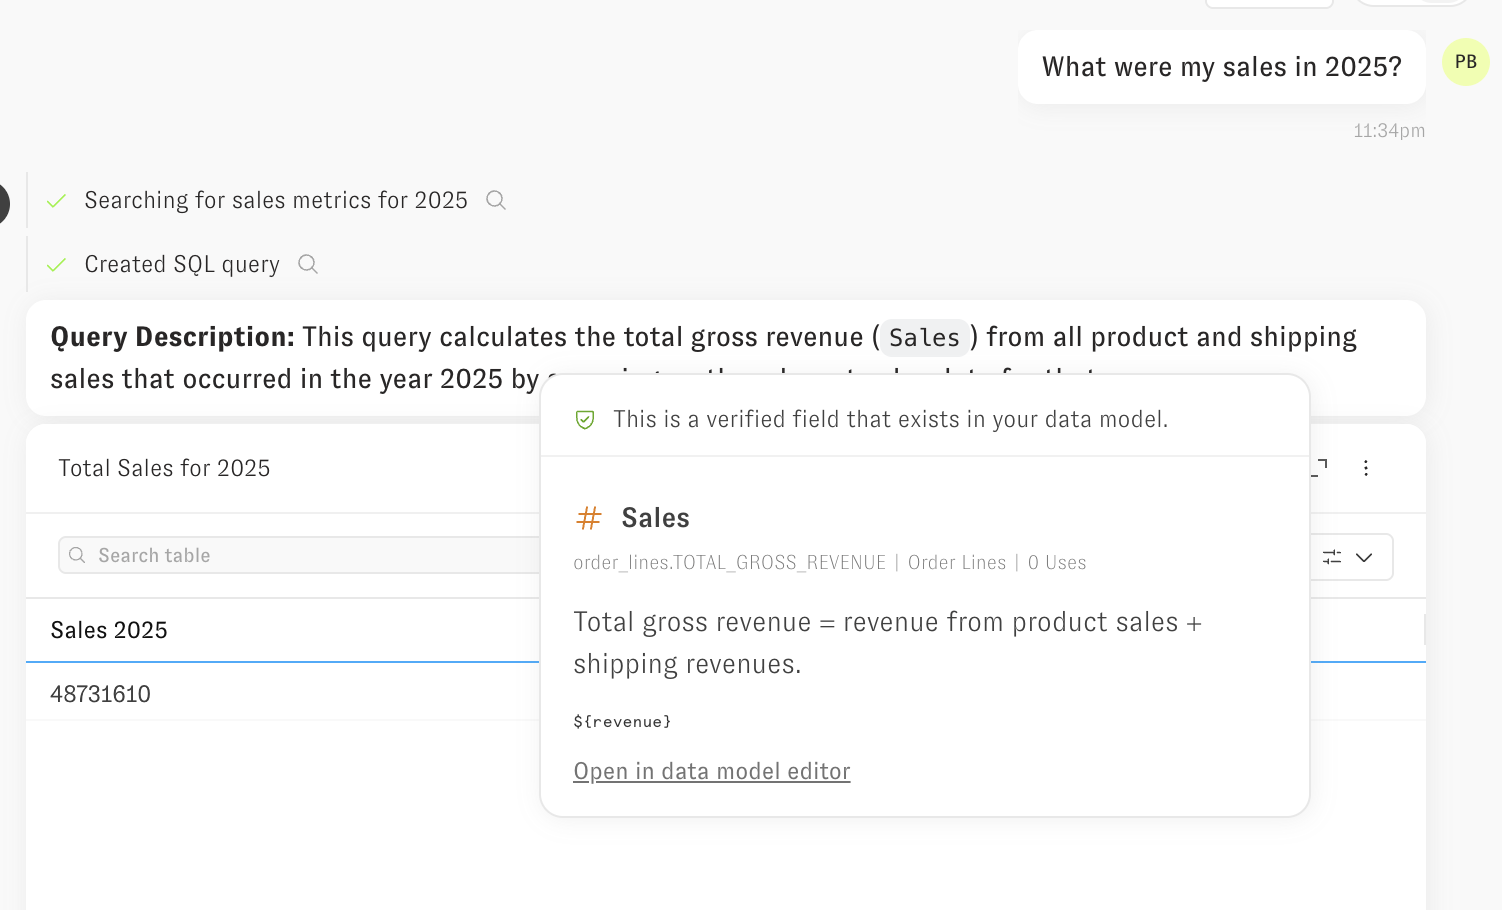 What were my sales in 2025?
PB
11:34pm
Searching for sales metrics for 2025
Created SQL query
Query Description: This query calculates the total gross revenue ( Sales ) from all product and shipping
sales that occurred in the year 2025 by
This is a verified field that exists in your data model.
Total Sales for 2025
# Sales
Search table
order_lines.TOTAL_GROSS_REVENUE | Order Lines | 0 Uses
Total gross revenue = revenue from product sales +
shipping revenues.
Sales 2025
48731610
${revenue}
Open in data model editor